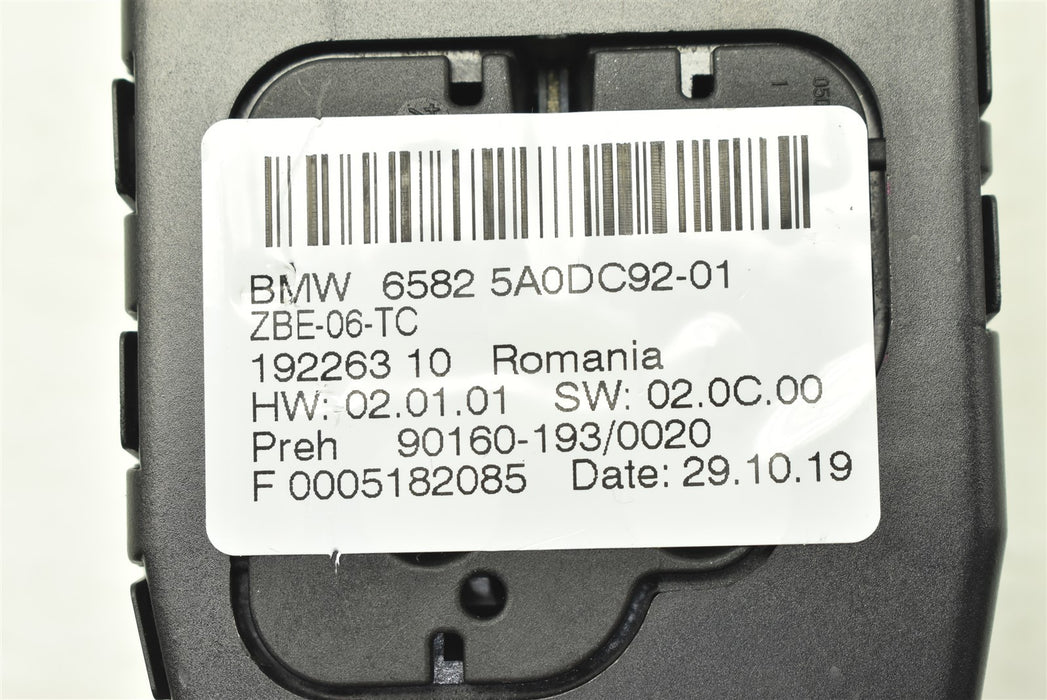 BMW 6582 5A0DC92-01
ZBE-06-TC
192263 10 Romania
HW: 02.01.01 SW: 02.0C.00
Preh 90160-193/0020
F 0005182085 Date: 29.10.19